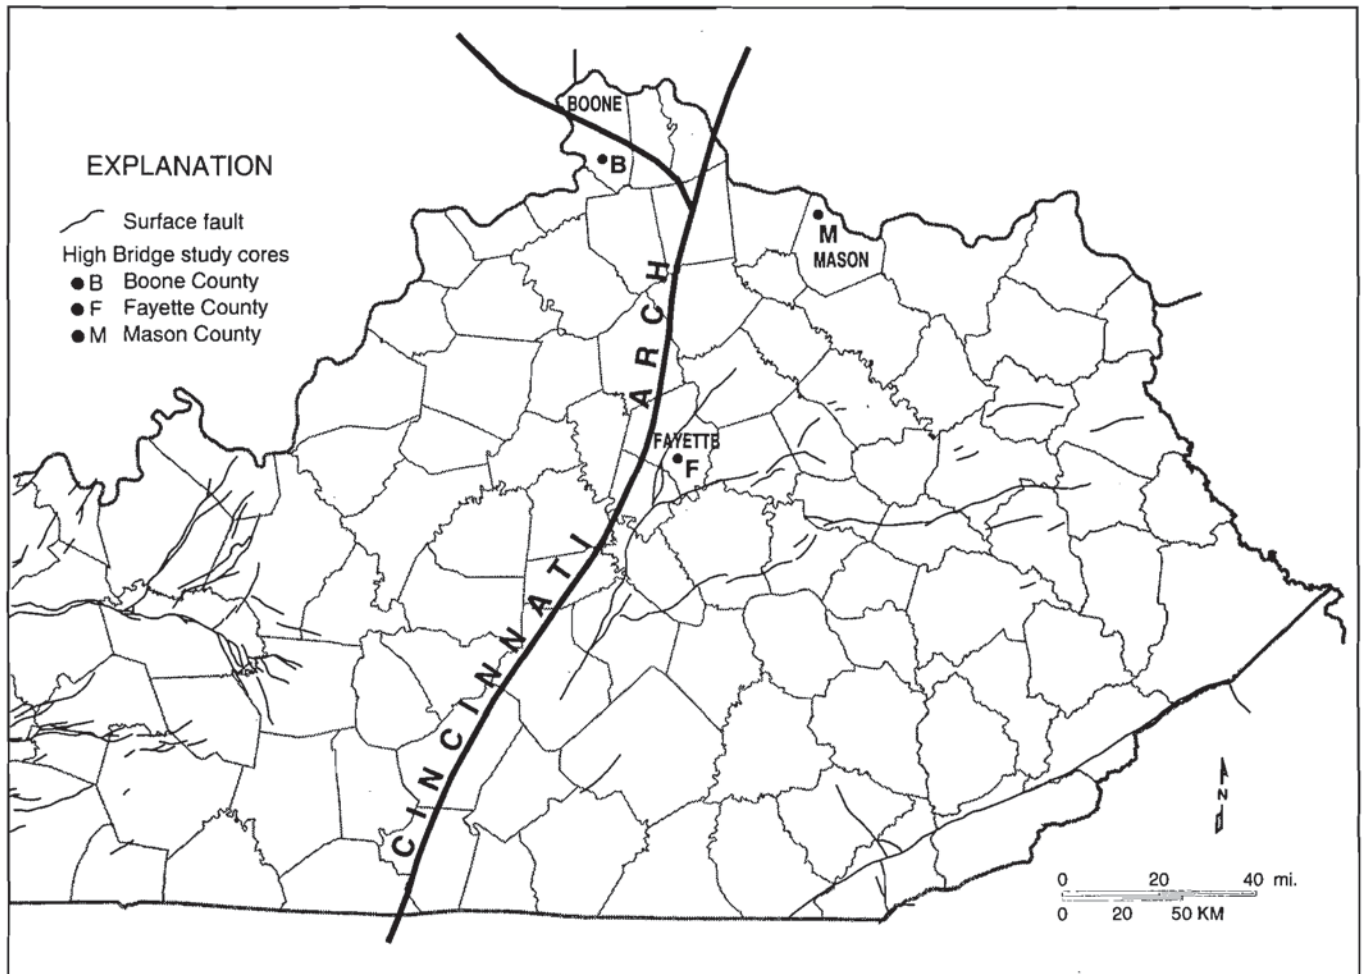 EXPLANATION
Surface fault
High Bridge study cores
B Boone County
F Fayette County
M Mason County
BOONE
B
M
MASON
FAYETTE
F
CINCINNATI ARCH
N
0 20 40 mi.
0 20 50 KM